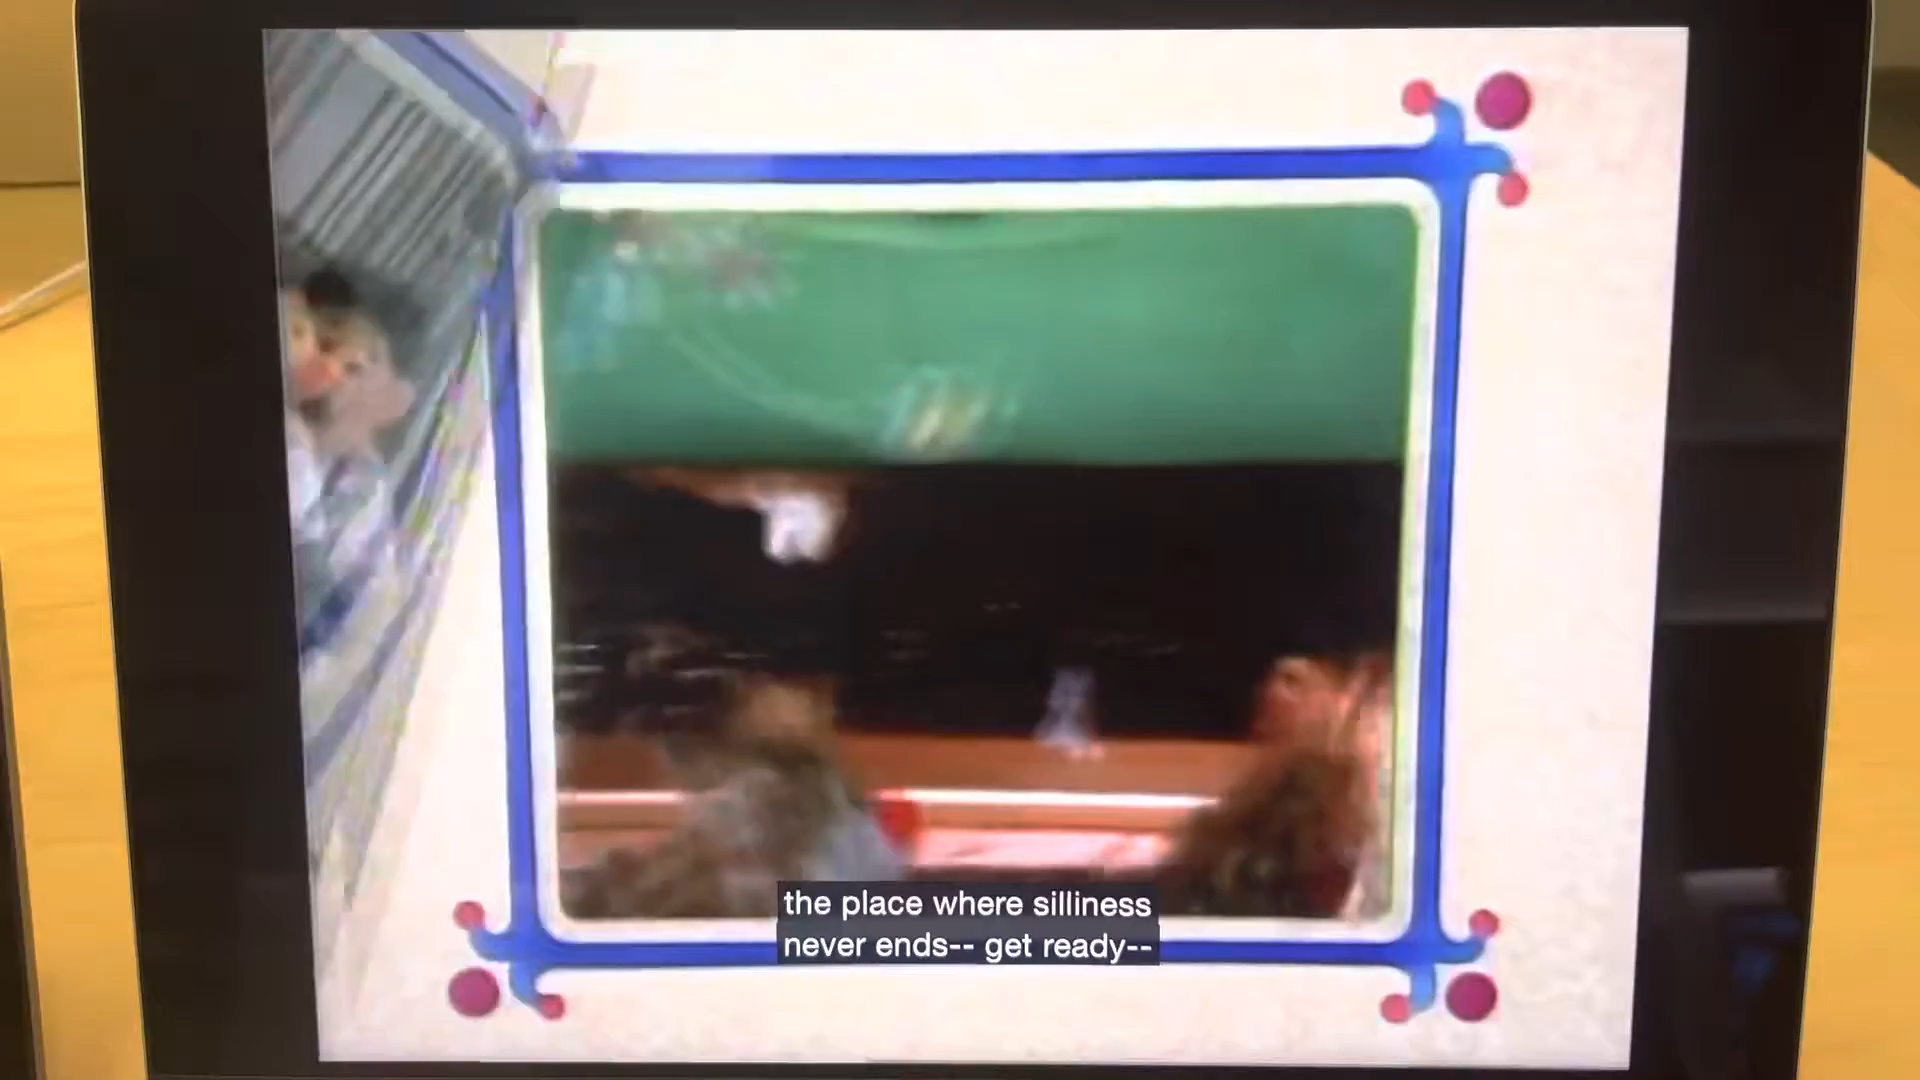 the place where silliness
never ends-- get ready--